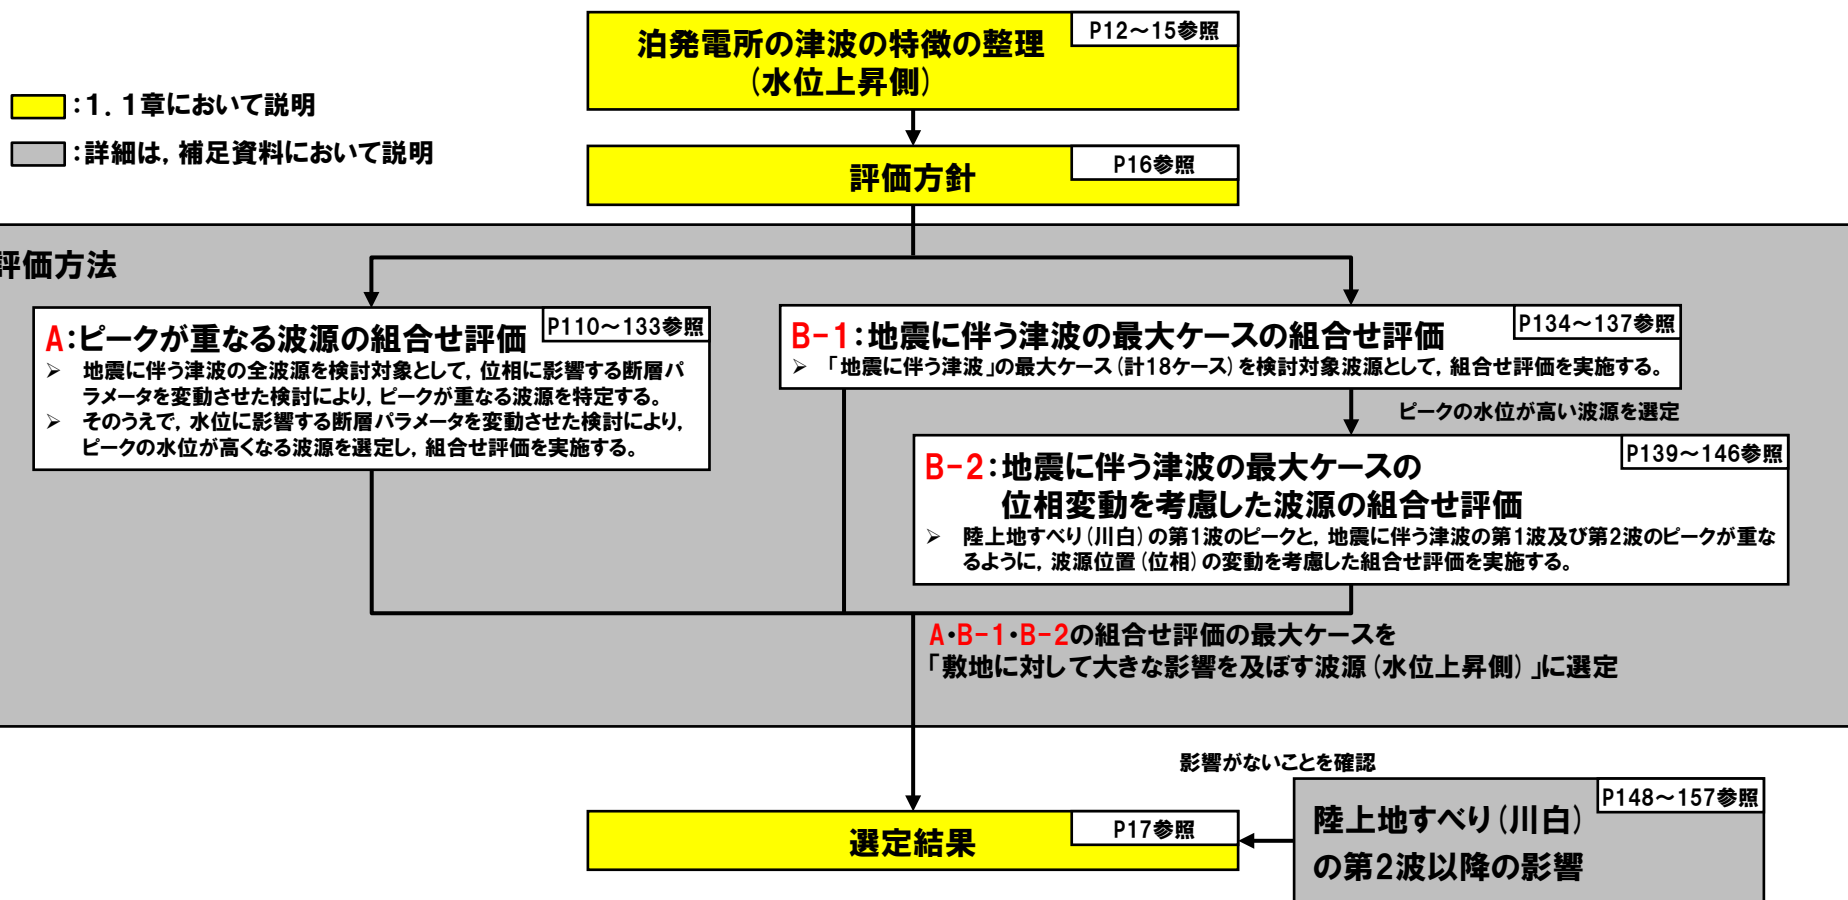 泊発電所の津波の特徴の整理
(水位上昇側)
P12～15参照
:1.1章において説明
:詳細は,補足資料において説明
評価方針
P16参照
評価方法
A:ピークが重なる波源の組合せ評価
P110～133参照
➢ 地震に伴う津波の全波源を検討対象として,位相に影響する断層パ
ラメータを変動させた検討により,ピークが重なる波源を特定する。
➢ そのうえで,水位に影響する断層パラメータを変動させた検討により,
ピークの水位が高くなる波源を選定し,組合せ評価を実施する。
B-1:地震に伴う津波の最大ケースの組合せ評価
P134～137参照
➢ 「地震に伴う津波」の最大ケース(計18ケース)を検討対象波源として,組合せ評価を実施する。
ピークの水位が高い波源を選定
B-2:地震に伴う津波の最大ケースの
位相変動を考慮した波源の組合せ評価
P139～146参照
➢ 陸上地すべり(川白)の第1波のピークと,地震に伴う津波の第1波及び第2波のピークが重な
るように,波源位置(位相)の変動を考慮した組合せ評価を実施する。
A・B-1・B-2の組合せ評価の最大ケースを
「敷地に対して大きな影響を及ぼす波源(水位上昇側)」に選定
影響がないことを確認
選定結果
P17参照
陸上地すべり(川白)
の第2波以降の影響
P148～157参照